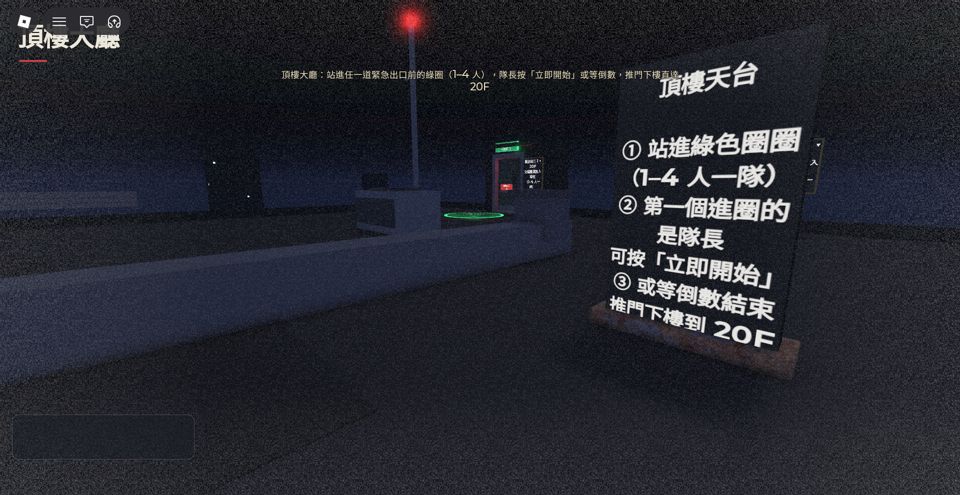 頂樓大廳
頂樓大廳：站進任一道緊急出口前的綠圈（1–4 人），隊長按「立即開始」或等倒數，推門下樓直達
20F
頂樓天台
① 站進綠色圈圈
（1–4 人一隊）
② 第一個進圈的
是隊長
可按「立即開始」
③ 或等倒數結束
推門下樓到 20F
入